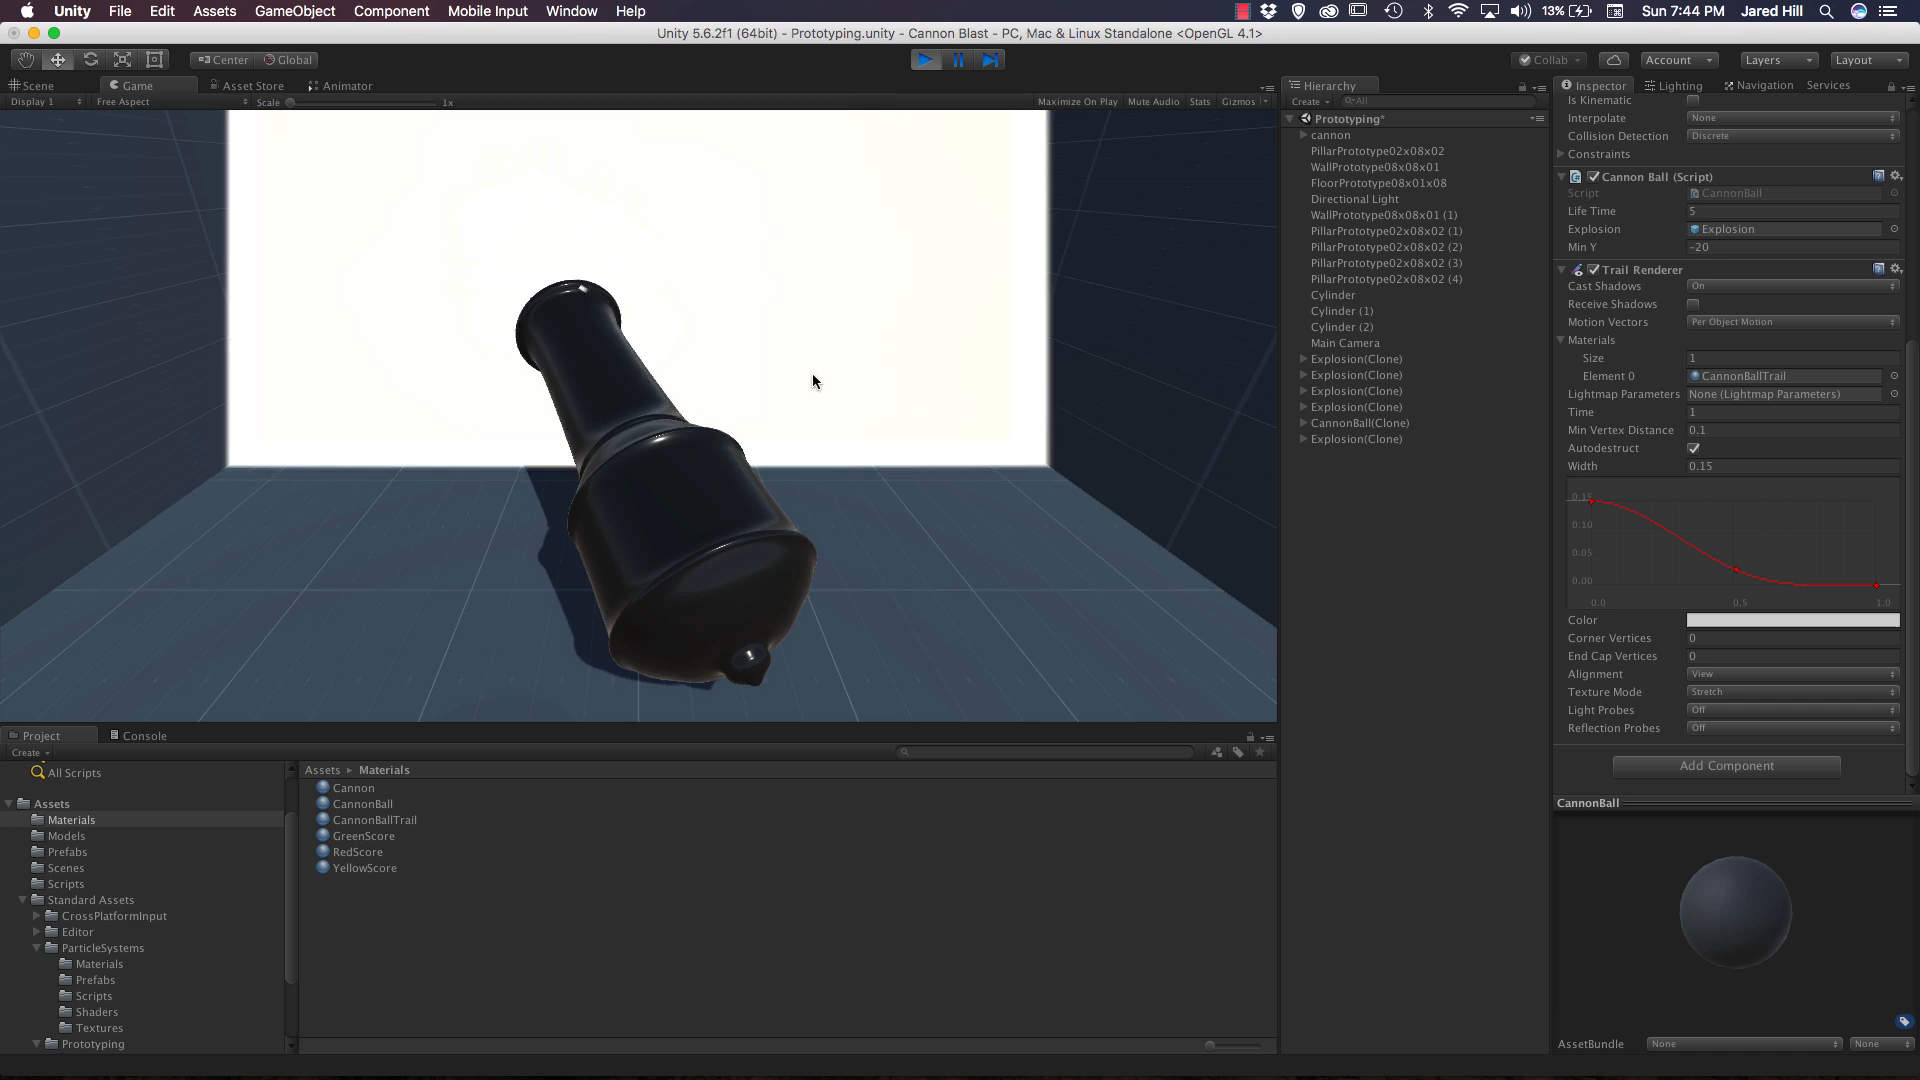 Unity File Edit Assets GameObject Component Mobile Input Window Help 13% Sun 7:44 PM Jared Hill
Unity 5.6.2f1 (64bit) - Prototyping.unity - Cannon Blast - PC, Mac & Linux Standalone <OpenGL 4.1>
Center Global Collab Account Layers Layout
Scene Game Asset Store Animator
Display 1 Free Aspect Scale 1x Maximize On Play Mute Audio Stats Gizmos
Hierarchy
Create All
Prototyping*
cannon
PillarPrototype02x08x02
WallPrototype08x08x01
FloorPrototype08x01x08
Directional Light
WallPrototype08x08x01 (1)
PillarPrototype02x08x02 (1)
PillarPrototype02x08x02 (2)
PillarPrototype02x08x02 (3)
PillarPrototype02x08x02 (4)
Cylinder
Cylinder (1)
Cylinder (2)
Main Camera
Explosion(Clone)
Explosion(Clone)
Explosion(Clone)
Explosion(Clone)
CannonBall(Clone)
Explosion(Clone)
Inspector Lighting Navigation Services
Is Kinematic
Interpolate None
Collision Detection Discrete
Constraints
Cannon Ball (Script)
Script CannonBall
Life Time 5
Explosion Explosion
Min Y -20
Trail Renderer
Cast Shadows On
Receive Shadows
Motion Vectors Per Object Motion
Materials
Size 1
Element 0 CannonBallTrail
Lightmap Parameters None (Lightmap Parameters)
Time 1
Min Vertex Distance 0.1
Autodestruct
Width 0.15
0.15
0.10
0.05
0.00
0.0 0.5 1.0
Color
Corner Vertices 0
End Cap Vertices 0
Alignment View
Texture Mode Stretch
Light Probes Off
Reflection Probes Off
Add Component
CannonBall
AssetBundle None None
Project Console
Create
All Scripts
Assets
Materials
Models
Prefabs
Scenes
Scripts
Standard Assets
CrossPlatformInput
Editor
ParticleSystems
Materials
Prefabs
Scripts
Shaders
Textures
Prototyping
Assets Materials
Cannon
CannonBall
CannonBallTrail
GreenScore
RedScore
YellowScore